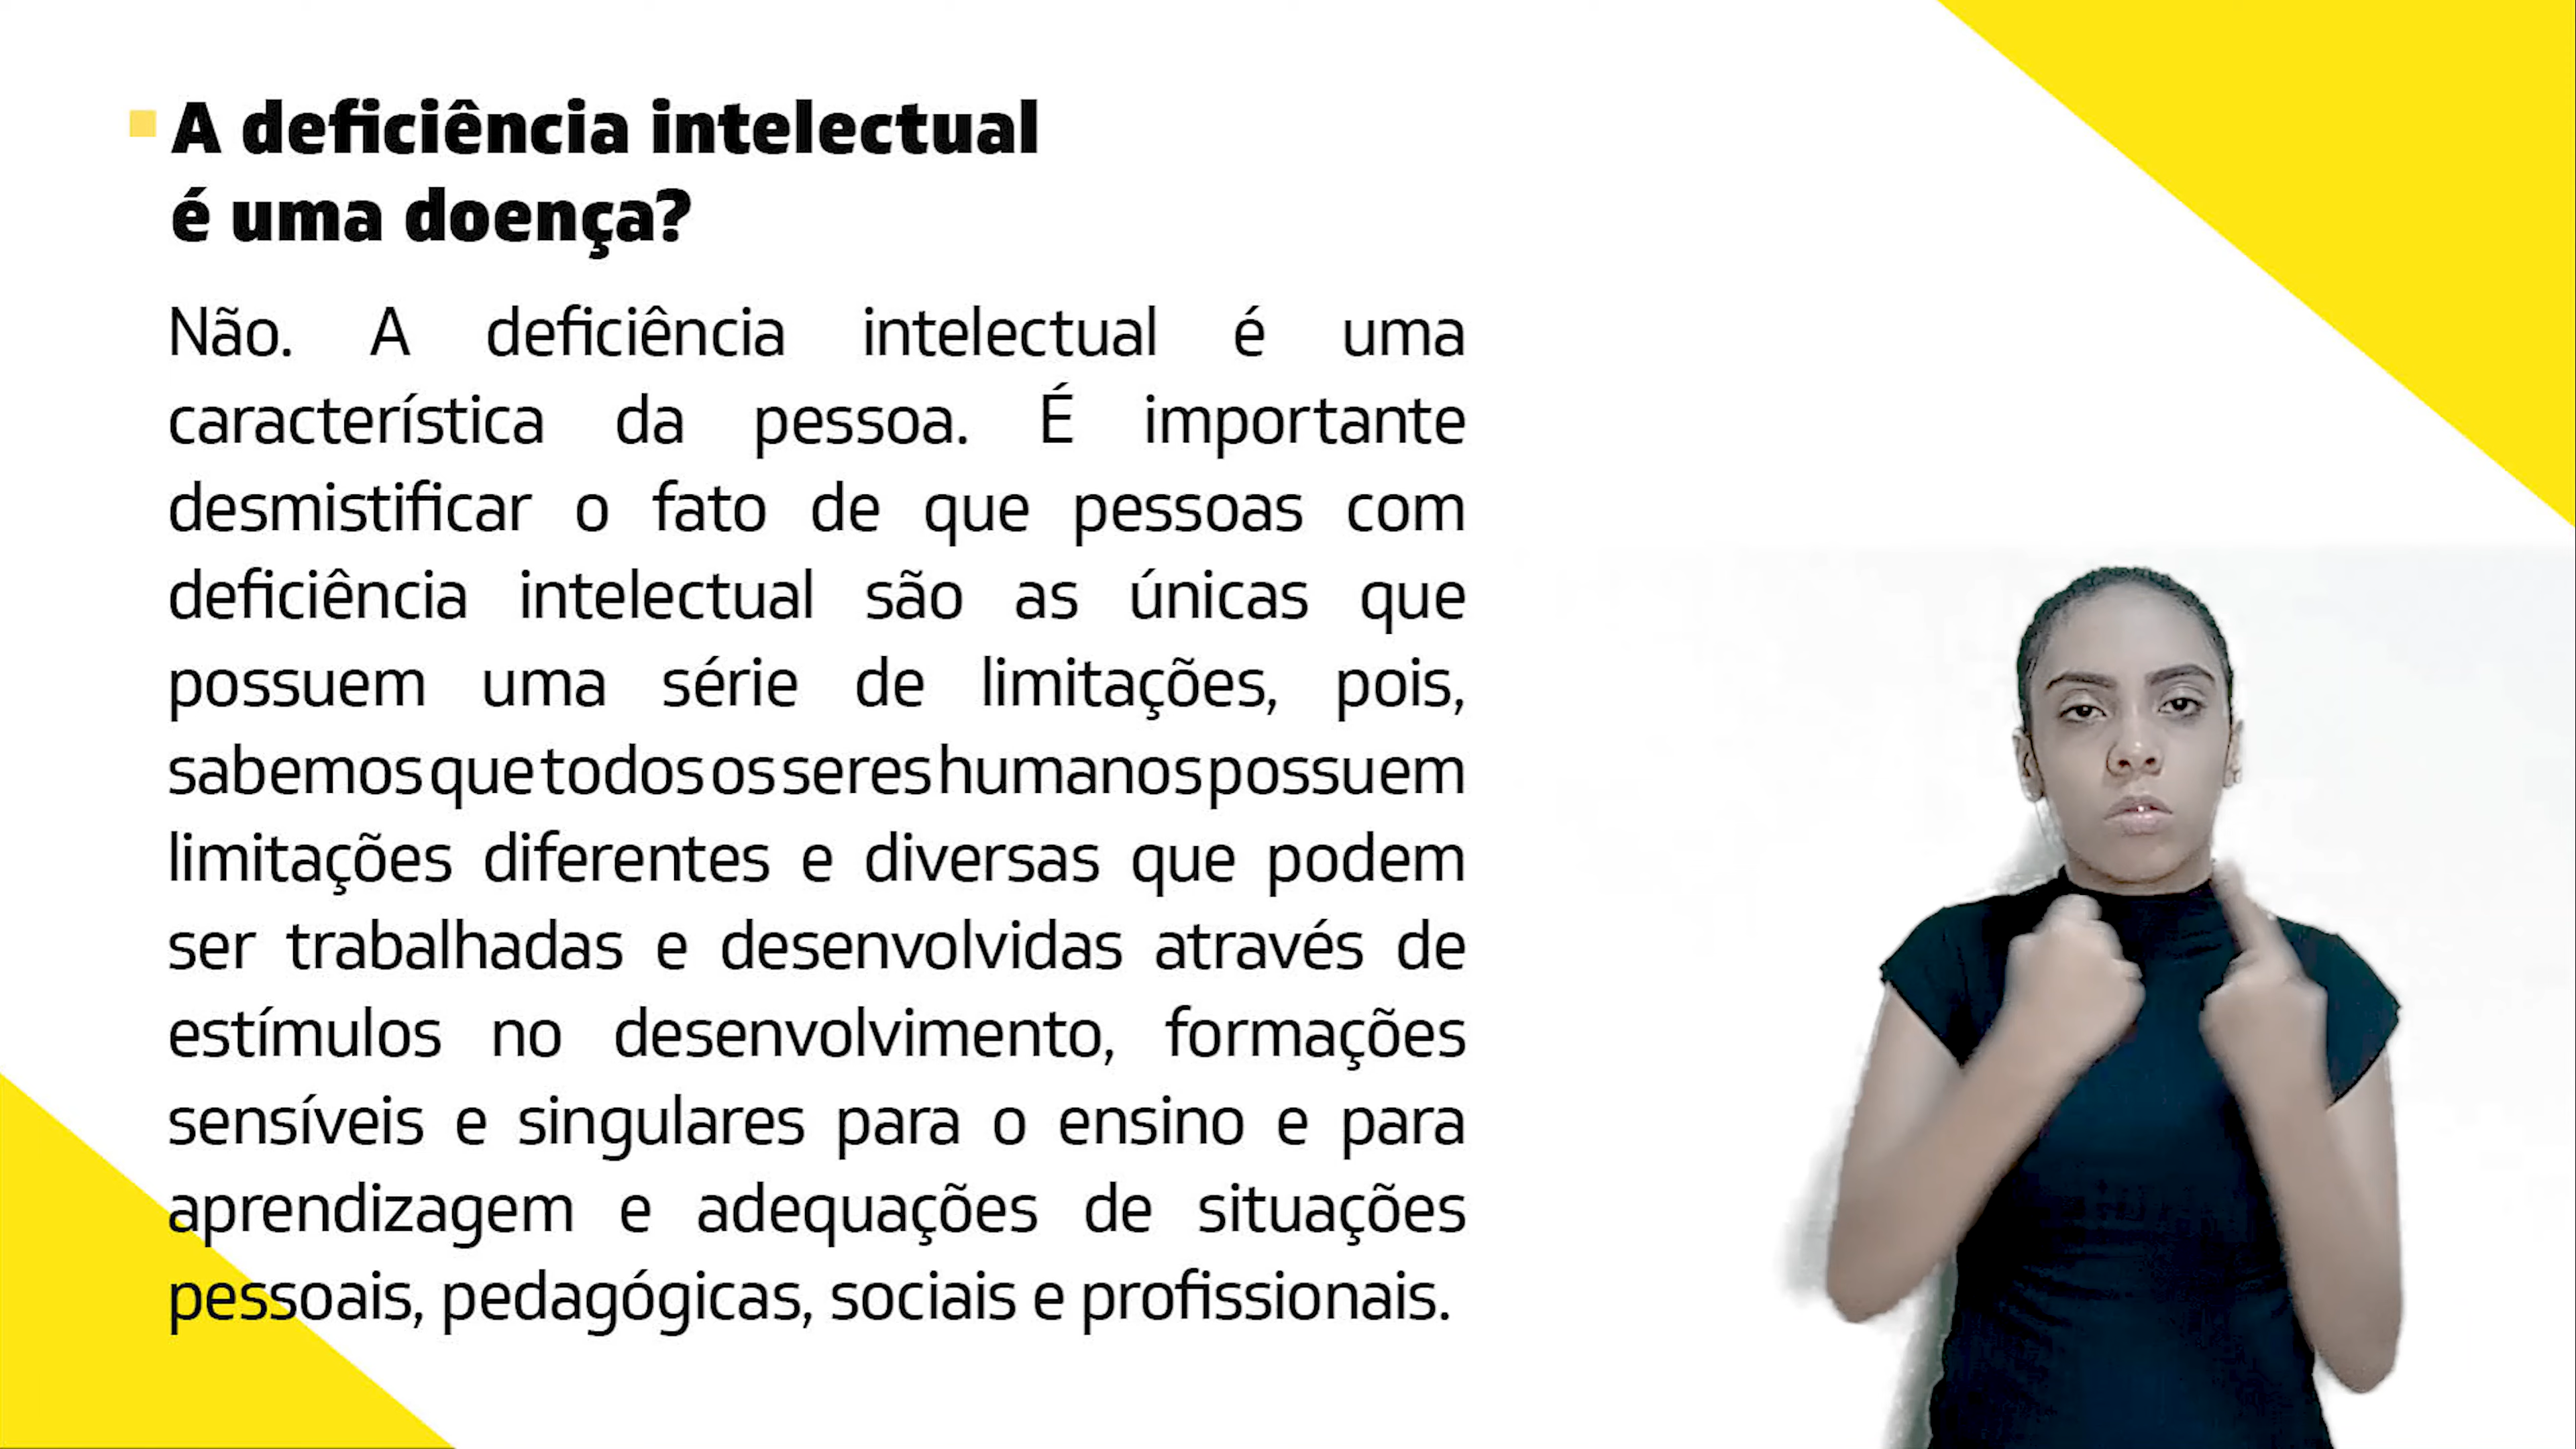 A deficiência intelectual
é uma doença?
Não. A deficiência intelectual é uma
característica da pessoa. É importante
desmistificar o fato de que pessoas com
deficiência intelectual são as únicas que
possuem uma série de limitações, pois,
sabemos que todos os seres humanos possuem
limitações diferentes e diversas que podem
ser trabalhadas e desenvolvidas através de
estímulos no desenvolvimento, formações
sensíveis e singulares para o ensino e para
aprendizagem e adequações de situações
pessoais, pedagógicas, sociais e profissionais.